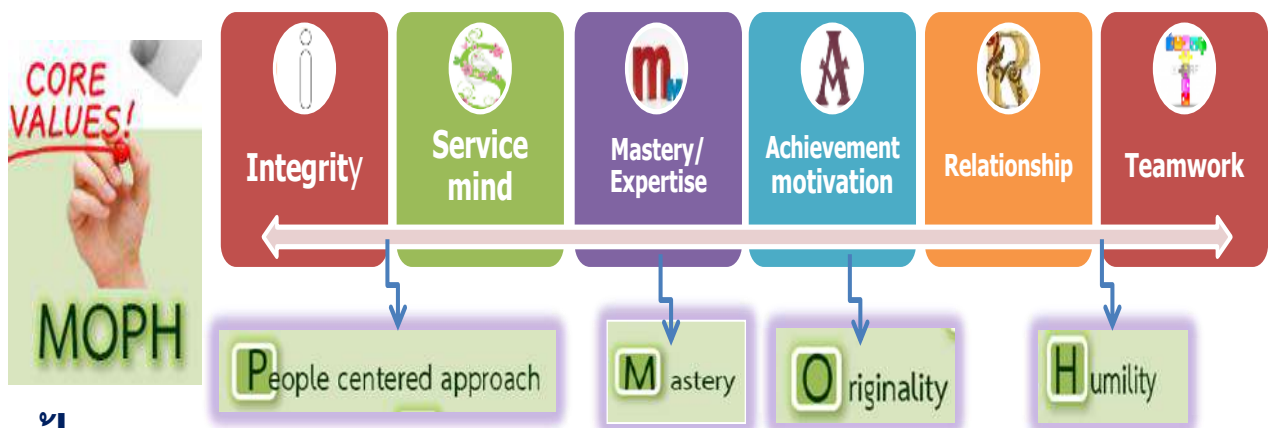 CORE
VALUES!
MOPH
i
Integrity
S
Service
mind
m
Mastery/
Expertise
A
Achievement
motivation
R
Relationship
T
Teamwork
People centered approach
Mastery
Originality
Humility